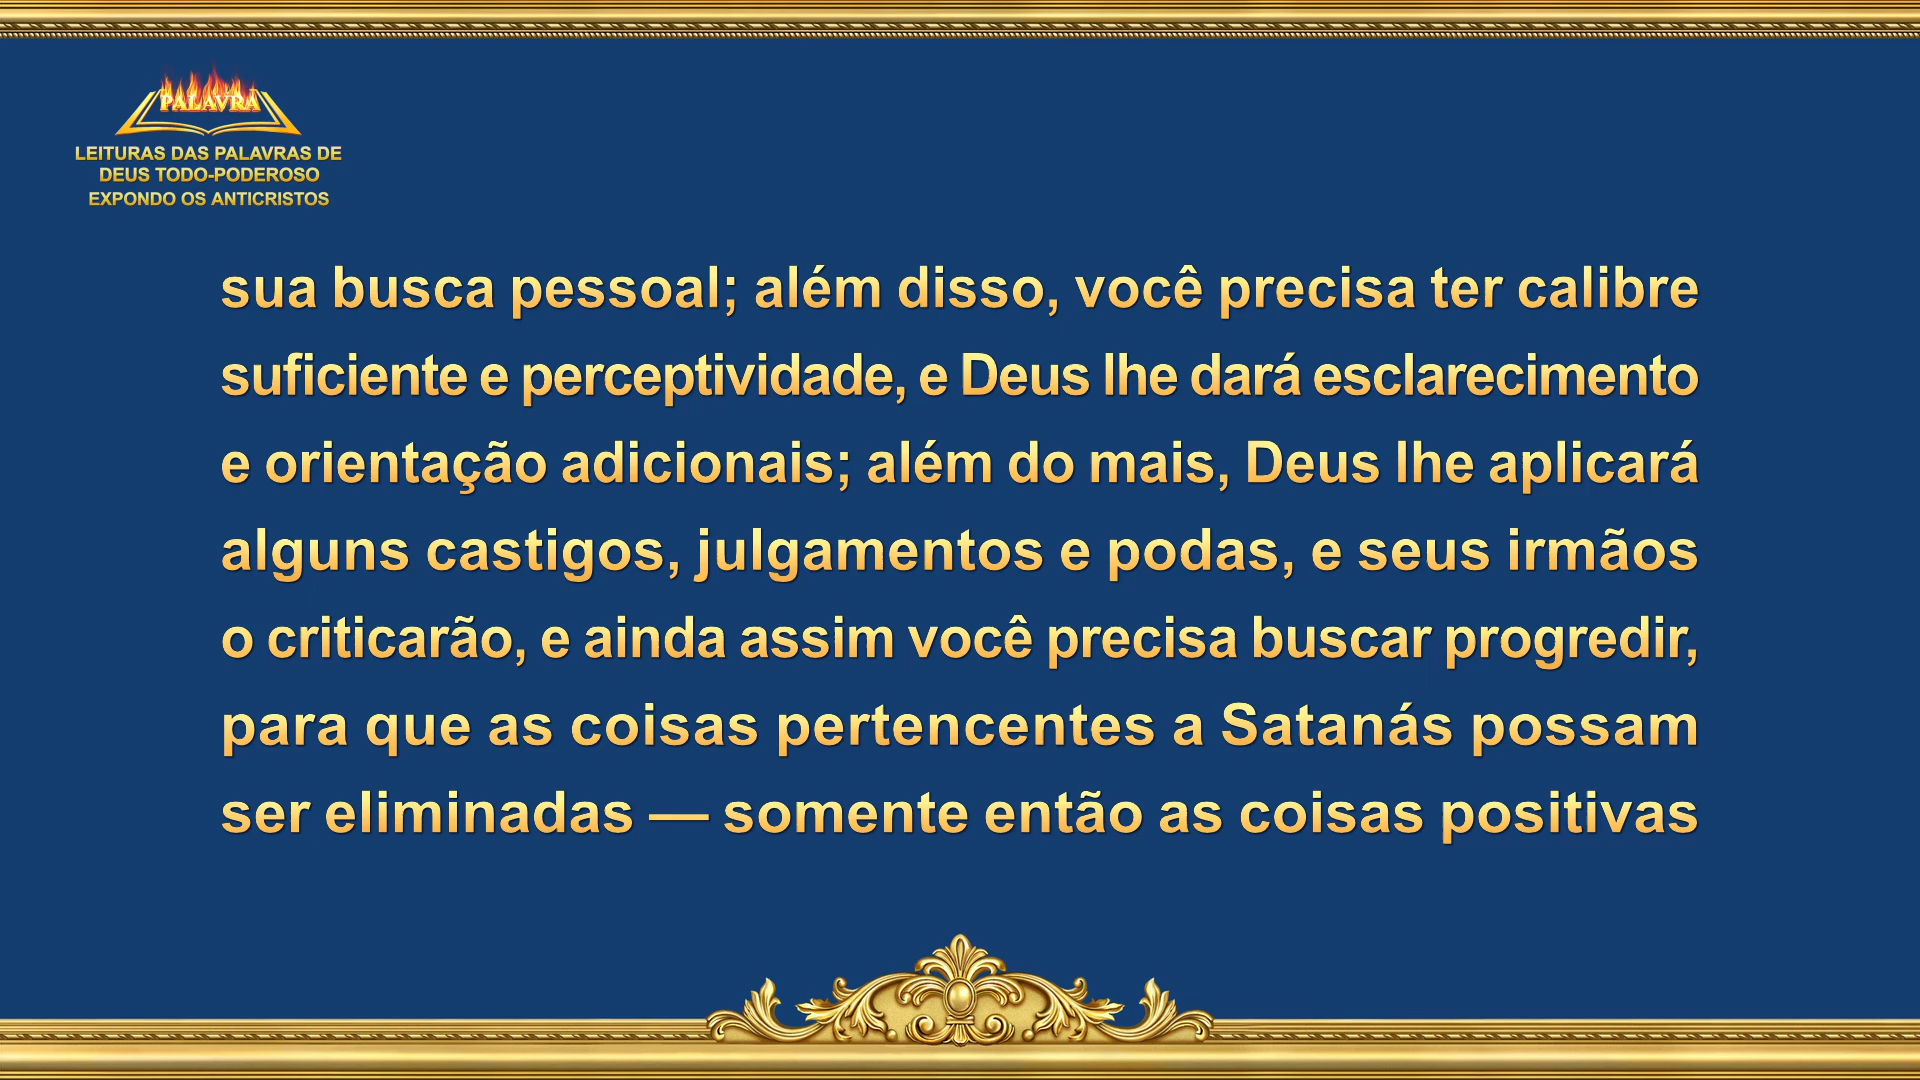 PALAVRA
LEITURAS DAS PALAVRAS DE
DEUS TODO-PODEROSO
EXPONDO OS ANTICRISTOS
sua busca pessoal; além disso, você precisa ter calibre
suficiente e perceptividade, e Deus lhe dará esclarecimento
e orientação adicionais; além do mais, Deus lhe aplicará
alguns castigos, julgamentos e podas, e seus irmãos
o criticarão, e ainda assim você precisa buscar progredir,
para que as coisas pertencentes a Satanás possam
ser eliminadas — somente então as coisas positivas